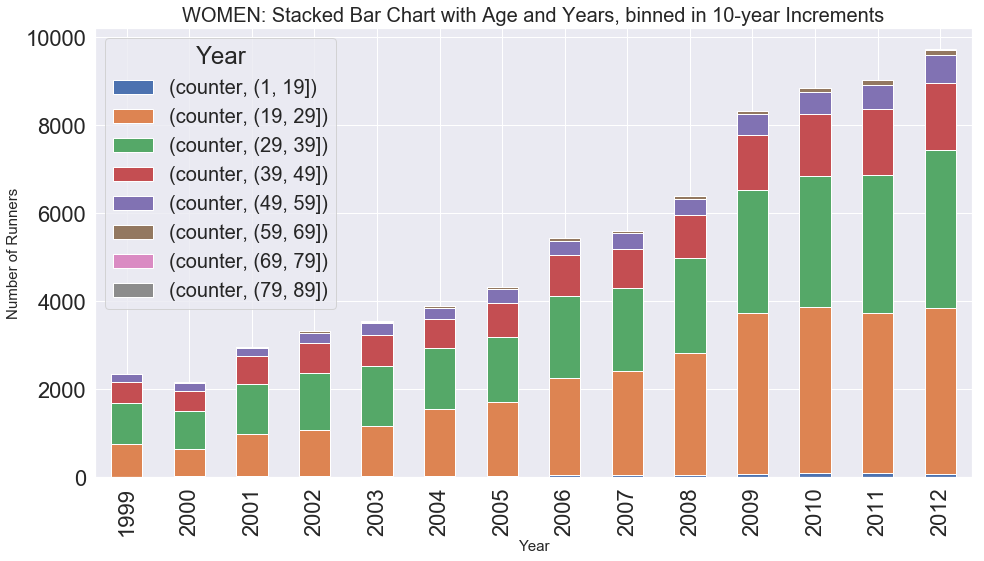 WOMEN: Stacked Bar Chart with Age and Years, binned in 10-year Increments
Year
(counter, (1, 19])
(counter, (19, 29])
(counter, (29, 39])
(counter, (39, 49])
(counter, (49, 59])
(counter, (59, 69])
(counter, (69, 79])
(counter, (79, 89])
Number of Runners
10000
8000
6000
4000
2000
0
1999
2000
2001
2002
2003
2004
2005
2006
2007
2008
2009
2010
2011
2012
Year